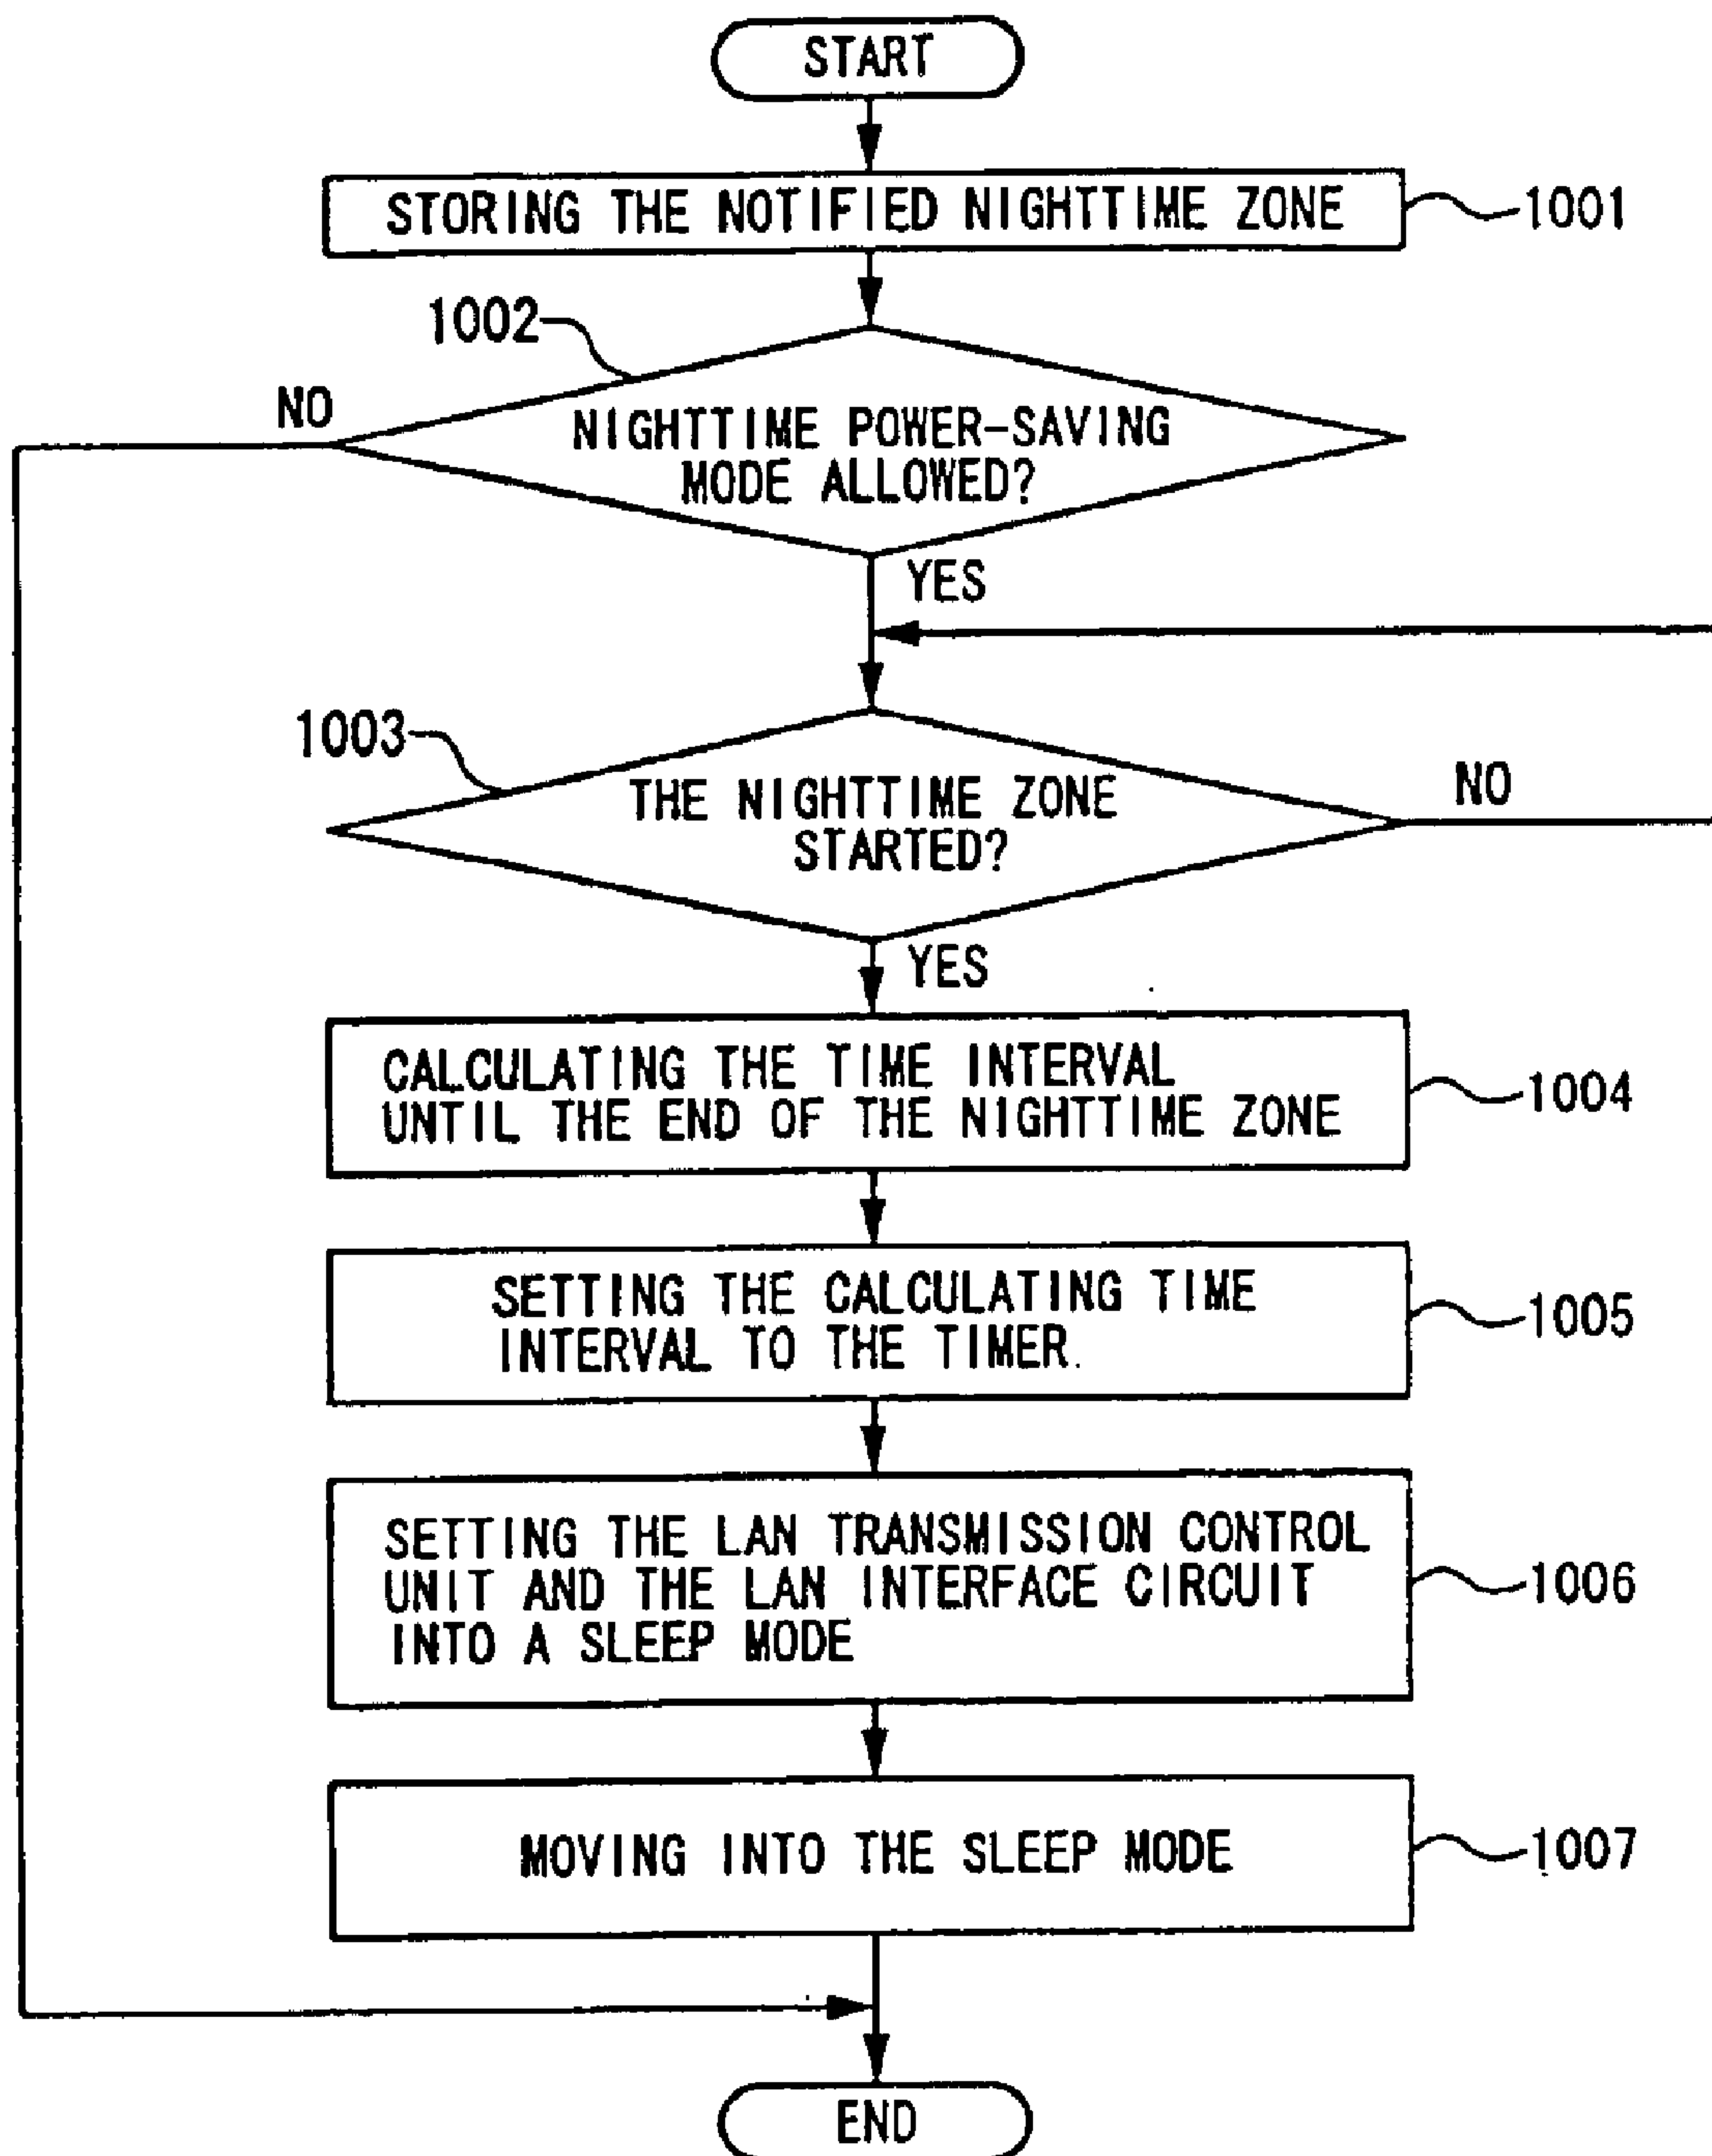 START
STORING THE NOTIFIED NIGHTTIME ZONE
1001
1002
NO
NIGHTTIME POWER-SAVING
MODE ALLOWED?
YES
1003
THE NIGHTTIME ZONE
STARTED?
NO
YES
CALCULATING THE TIME INTERVAL
UNTIL THE END OF THE NIGHTTIME ZONE
1004
SETTING THE CALCULATING TIME
INTERVAL TO THE TIMER.
1005
SETTING THE LAN TRANSMISSION CONTROL
UNIT AND THE LAN INTERFACE CIRCUIT
INTO A SLEEP MODE
1006
MOVING INTO THE SLEEP MODE
1007
END